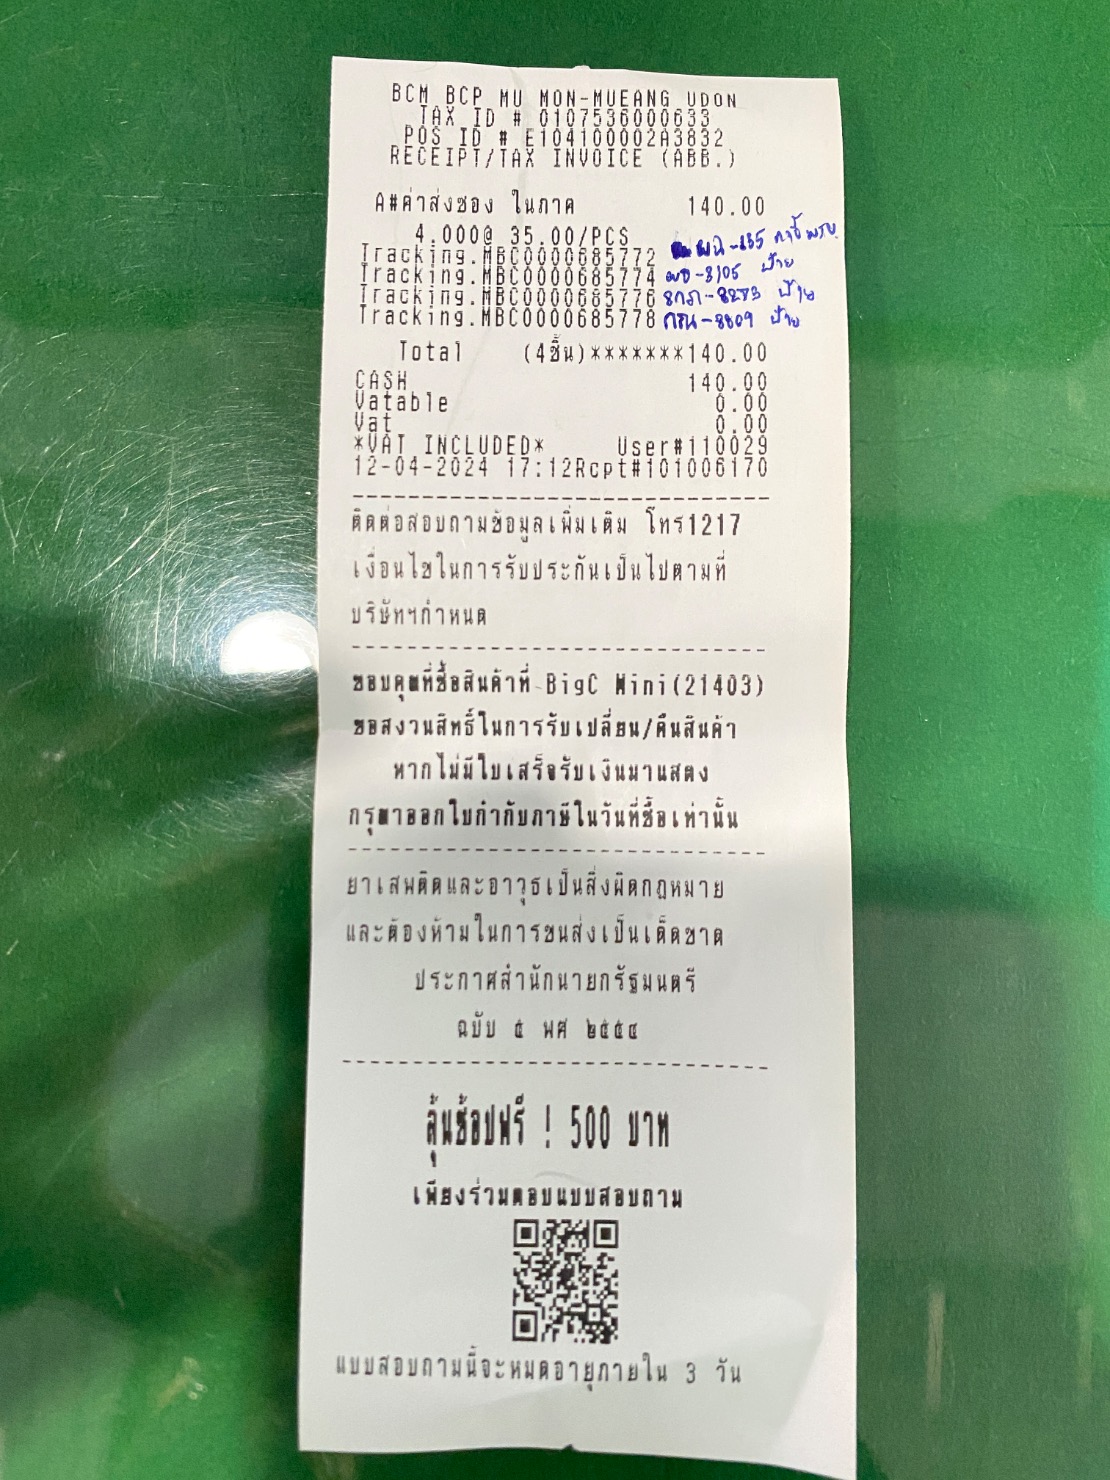 BCM BCP MU MON-MUEANG UDON
TAX ID # 0107536000633
POS ID # E104100002A3832
RECEIPT/TAX INVOICE (ABB.)
A#ค่าส่งซอง ในภาค 140.00
4.000@ 35.00/PCS
Tracking.MBC0000685772
Tracking.MBC0000685774 ป้าย
Tracking.MBC0000685776 8กภ-8283 ป้าย
Tracking.MBC0000685778 ป้าย
Total (4ชิ้น)*******140.00
CASH 140.00
Vatable 0.00
Vat 0.00
*VAT INCLUDED* User#110029
12-04-2024 17:12Rcpt#101006170
ติดต่อสอบถามข้อมูลเพิ่มเติม โทร1217
เงื่อนไขในการรับประกันเป็นไปตามที่
บริษัทฯกำหนด
ขอบคุณที่ซื้อสินค้าที่ BigC Mini(21403)
ขอสงวนสิทธิ์ในการรับเปลี่ยน/คืนสินค้า
หากไม่มีใบเสร็จรับเงินมาแสดง
กรุณาออกใบกำกับภาษีในวันที่ซื้อเท่านั้น
ยาเสพติดและอาวุธเป็นสิ่งผิดกฎหมาย
และต้องห้ามในการขนส่งเป็นเด็ดขาด
ประกาศสำนักนายกรัฐมนตรี
ฉบับ ๕ พศ ๒๕๕๔
ลุ้นช้อปฟรี ! 500 บาท
เพียงร่วมตอบแบบสอบถาม
แบบสอบถามนี้จะหมดอายุภายใน 3 วัน